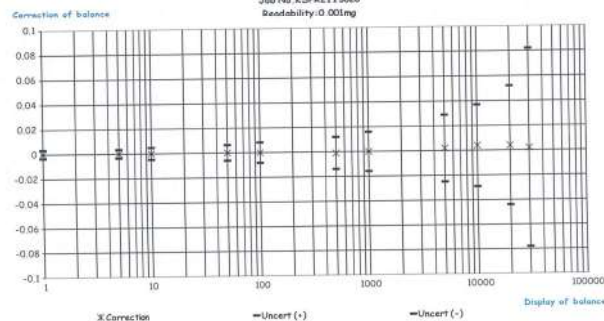 Readability:0.001mg
Correction of balance
0.1
0.08
0.06
0.04
0.02
0
-0.02
-0.04
-0.06
-0.08
-0.1
1 10 100 1000 10000 100000
Display of balance
Correction Uncert (+) Uncert (-)